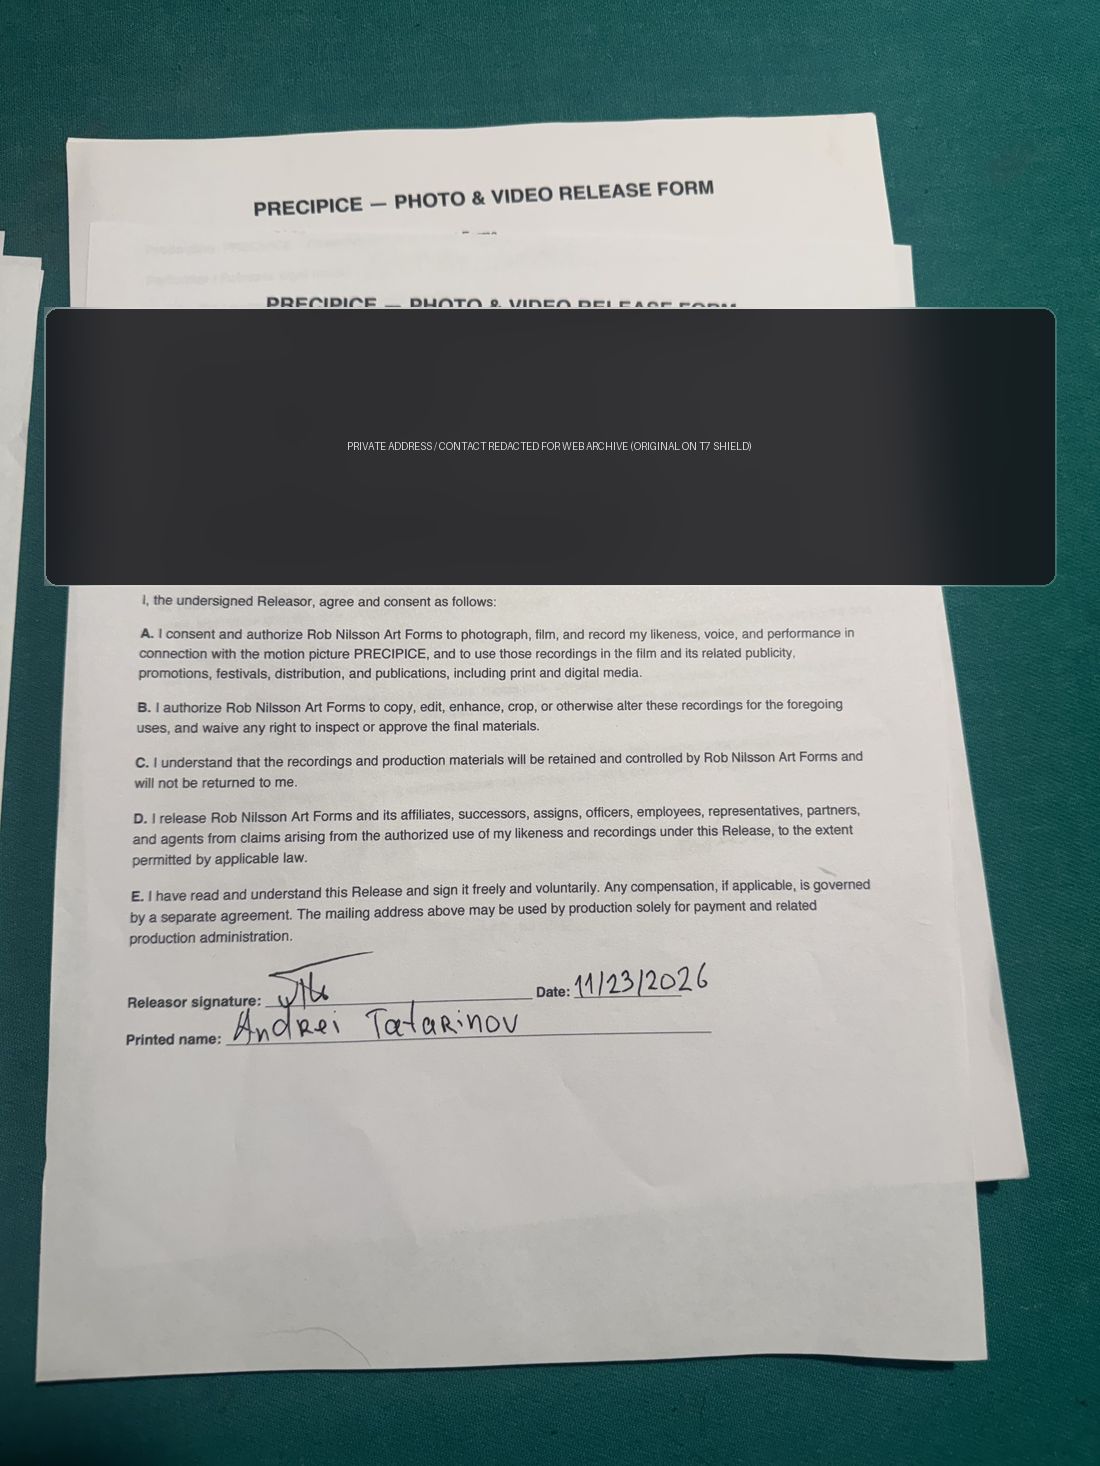 PRECIPICE — PHOTO & VIDEO RELEASE FORM
PRECIPICE — PHOTO & VIDEO RELEASE FORM
PRIVATE ADDRESS / CONTACT REDACTED FOR WEB ARCHIVE (ORIGINAL ON T7 SHIELD)
I, the undersigned Releasor, agree and consent as follows:
A. I consent and authorize Rob Nilsson Art Forms to photograph, film, and record my likeness, voice, and performance in
connection with the motion picture PRECIPICE, and to use those recordings in the film and its related publicity,
promotions, festivals, distribution, and publications, including print and digital media.
B. I authorize Rob Nilsson Art Forms to copy, edit, enhance, crop, or otherwise alter these recordings for the foregoing
uses, and waive any right to inspect or approve the final materials.
C. I understand that the recordings and production materials will be retained and controlled by Rob Nilsson Art Forms and
will not be returned to me.
D. I release Rob Nilsson Art Forms and its affiliates, successors, assigns, officers, employees, representatives, partners,
and agents from claims arising from the authorized use of my likeness and recordings under this Release, to the extent
permitted by applicable law.
E. I have read and understand this Release and sign it freely and voluntarily. Any compensation, if applicable, is governed
by a separate agreement. The mailing address above may be used by production solely for payment and related
production administration.
Releasor signature: Date: 11/23/2026
Printed name: Andrei Tatarinov